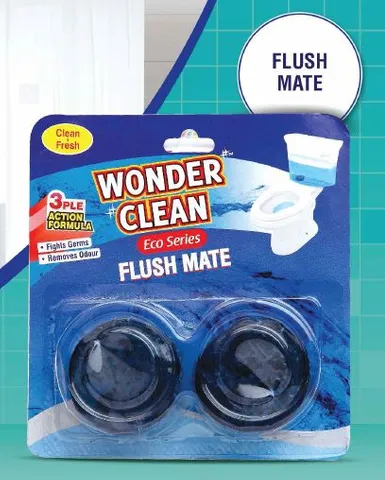 FLUSH
MATE
Clean
+
Fresh
WONDER
CLEAN
3PLE
ACTION
FORMULA
• Fights Germs
• Removes Odour
Eco Series
FLUSH MATE